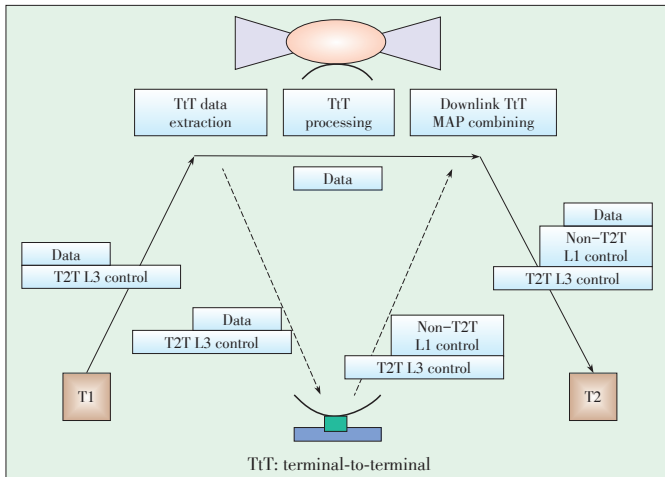 TtT data
extraction
TtT
processing
Downlink TtT
MAP combining
Data
Data
T2T L3 control
Data
Non-T2T
L1 control
T2T L3 control
Data
T2T L3 control
Non-T2T
L1 control
T2T L3 control
T1
T2
TtT: terminal-to-terminal